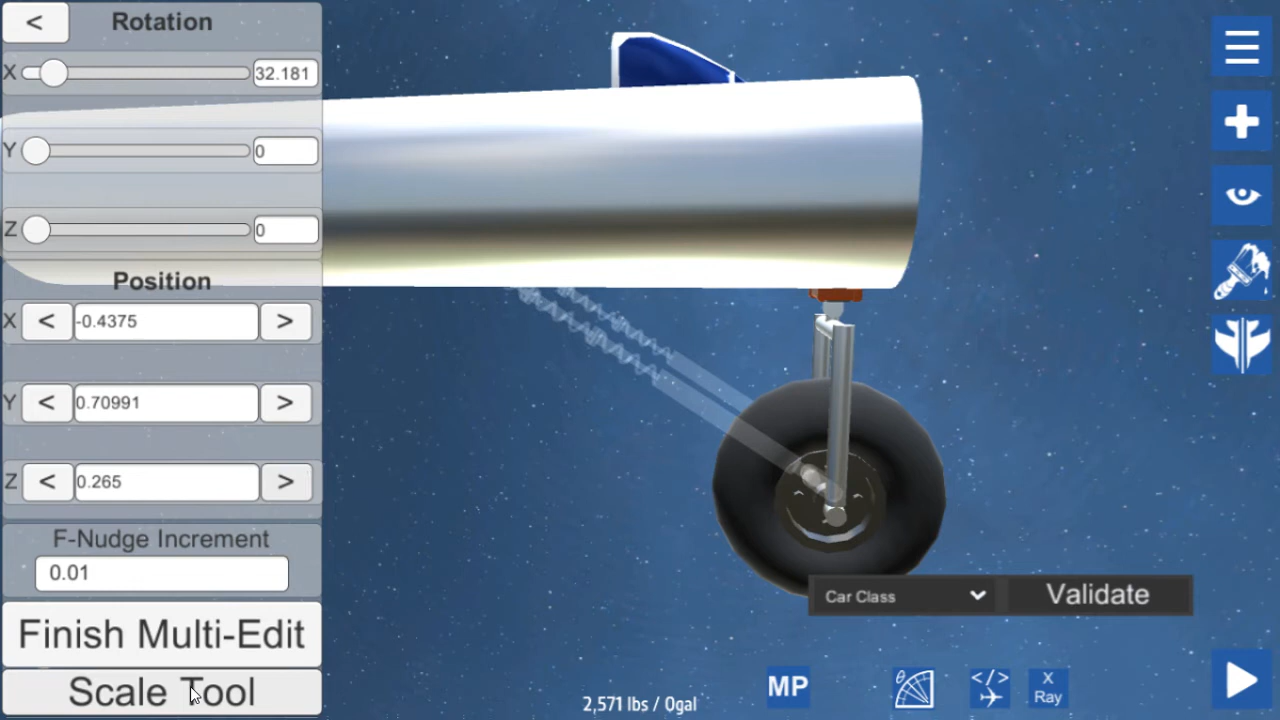 < Rotation
X 32.181
Y 0
Z 0
Position
X < -0.4375 >
Y < 0.70991 >
Z < 0.265 >
F-Nudge Increment
0.01
Finish Multi-Edit
Scale Tool
Car Class Validate
2,571 lbs / 0gal
MP
θ
</>
X
Ray